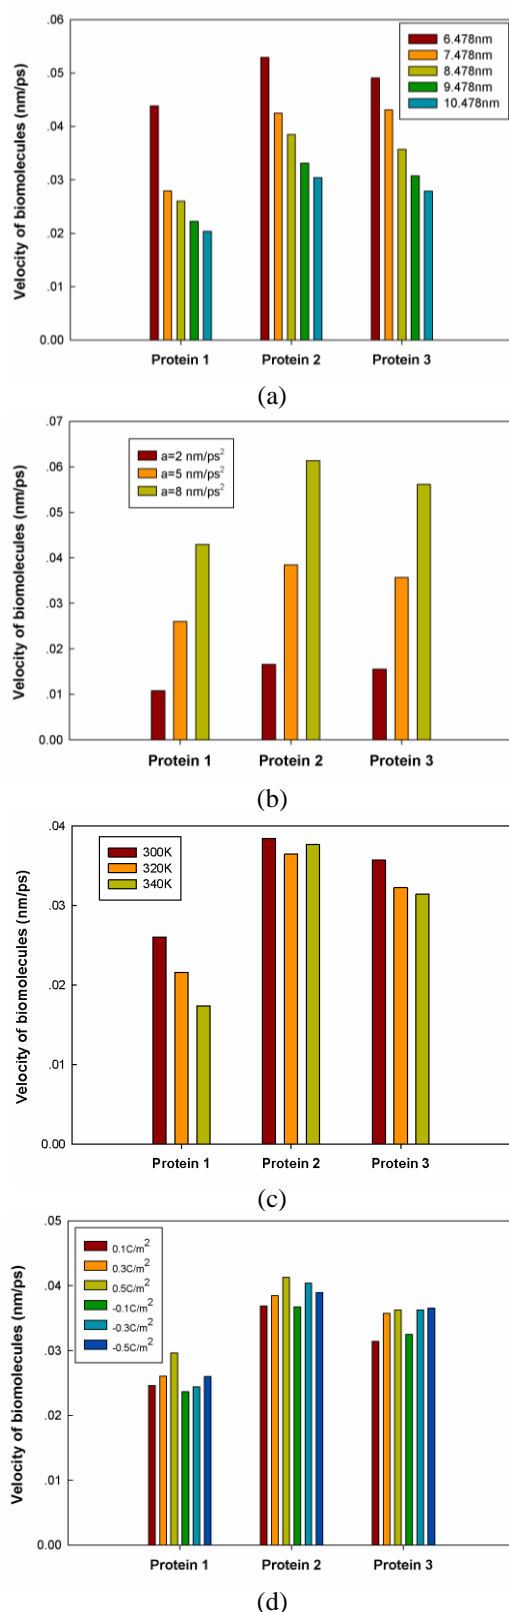 Velocity of biomolecules (nm/ps)
.06
.05
.04
.03
.02
.01
0.00
6.478nm
7.478nm
8.478nm
9.478nm
10.478nm
Protein 1 Protein 2 Protein 3
(a)
Velocity of biomolecules (nm/ps)
.07
.06
.05
.04
.03
.02
.01
0.00
a=2 nm/ps²
a=5 nm/ps²
a=8 nm/ps²
Protein 1 Protein 2 Protein 3
(b)
Velocity of biomolecules (nm/ps)
.04
.03
.02
.01
0.00
300K
320K
340K
Protein 1 Protein 2 Protein 3
(c)
Velocity of biomolecules (nm/ps)
.05
.04
.03
.02
.01
0.00
0.1C/m²
0.3C/m²
0.5C/m²
-0.1C/m²
-0.3C/m²
-0.5C/m²
Protein 1 Protein 2 Protein 3
(d)